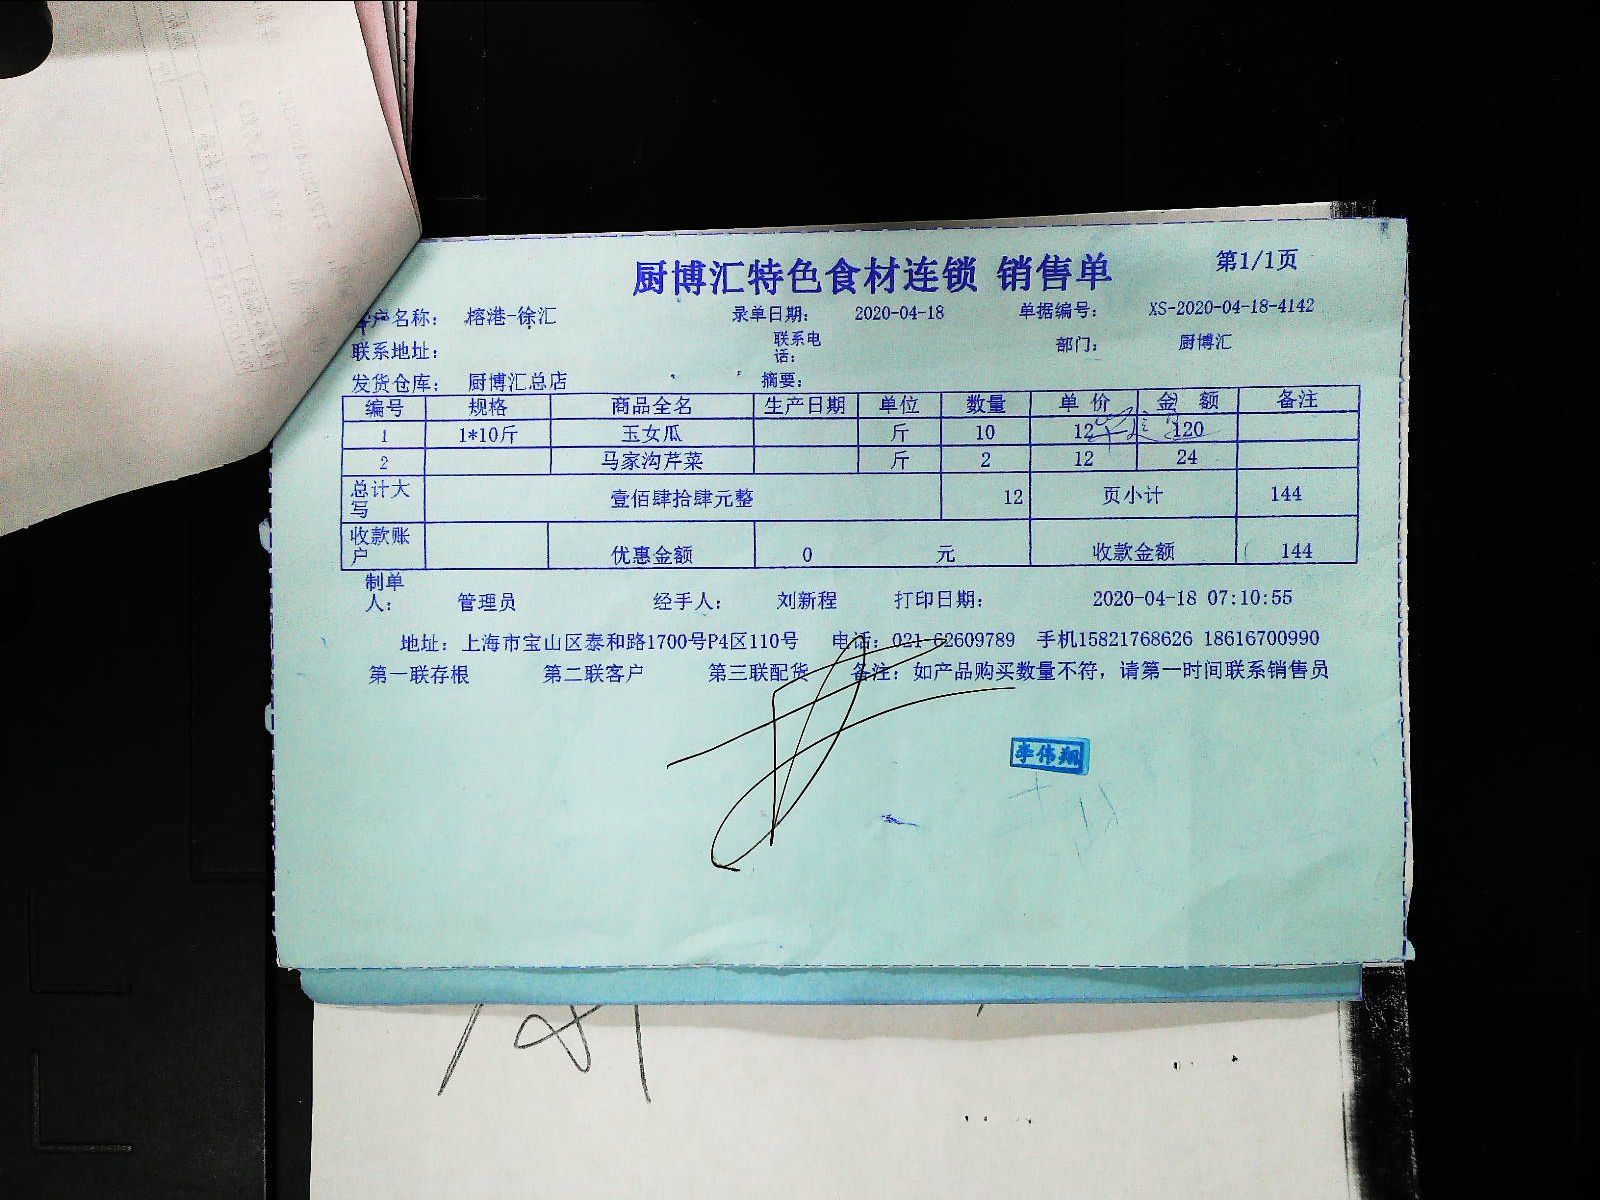 厨博汇特色食材连锁 销售单 第1/1页
客户名称： 榕港-徐汇 录单日期： 2020-04-18 单据编号： XS-2020-04-18-4142
联系地址： 联系电话： 部门： 厨博汇
发货仓库： 厨博汇总店 摘要：
编号 规格 商品全名 生产日期 单位 数量 单 价 金 额 备注
1 1*10斤 玉女瓜 斤 10 12 120
2 马家沟芹菜 斤 2 12 24
总计大写 壹佰肆拾肆元整 12 页小计 144
收款账户 优惠金额 0 元 收款金额 144
制单人： 管理员 经手人： 刘新程 打印日期： 2020-04-18 07:10:55
地址：上海市宝山区泰和路1700号P4区110号 电话：021-62609789 手机15821768626 18616700990
第一联存根 第二联客户 第三联配货 备注：如产品购买数量不符，请第一时间联系销售员
李伟翔